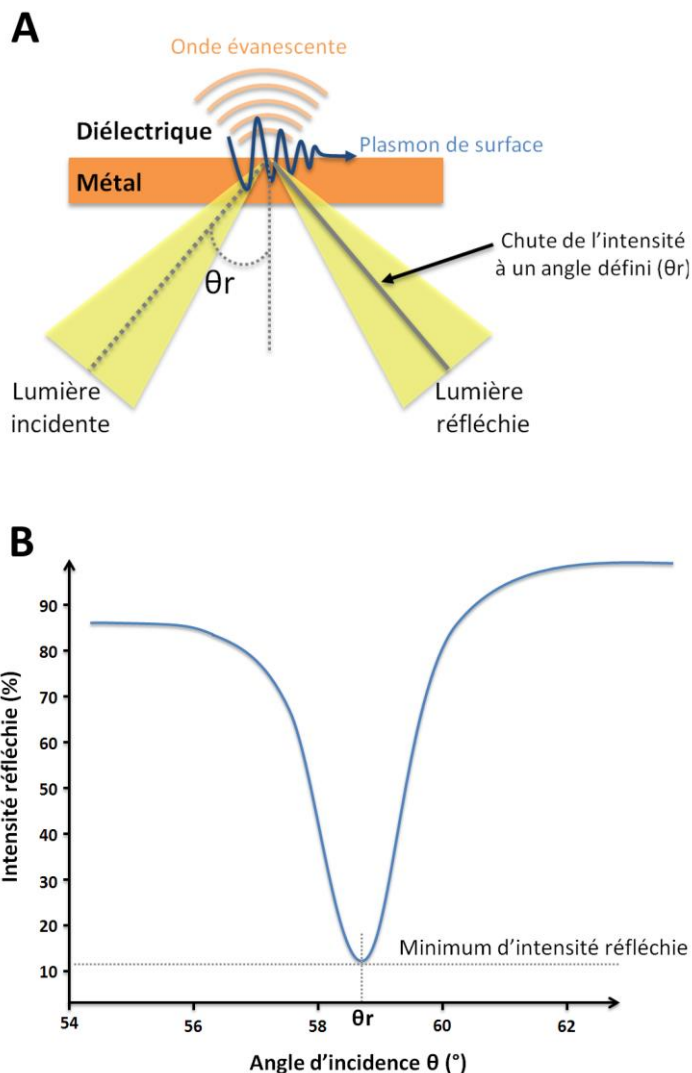 A
Onde évanescente
Diélectrique
Plasmon de surface
Métal
Chute de l’intensité
à un angle défini (θr)
θr
Lumière
incidente
Lumière
réfléchie
B
Intensité réfléchie (%)
90
80
70
60
50
40
30
20
10
Minimum d’intensité réfléchie
54
56
58
θr
60
62
Angle d’incidence θ (°)